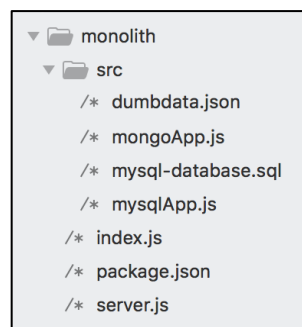 monolith
src
/* dumbdata.json
/* mongoApp.js
/* mysql-database.sql
/* mysqlApp.js
/* index.js
/* package.json
/* server.js